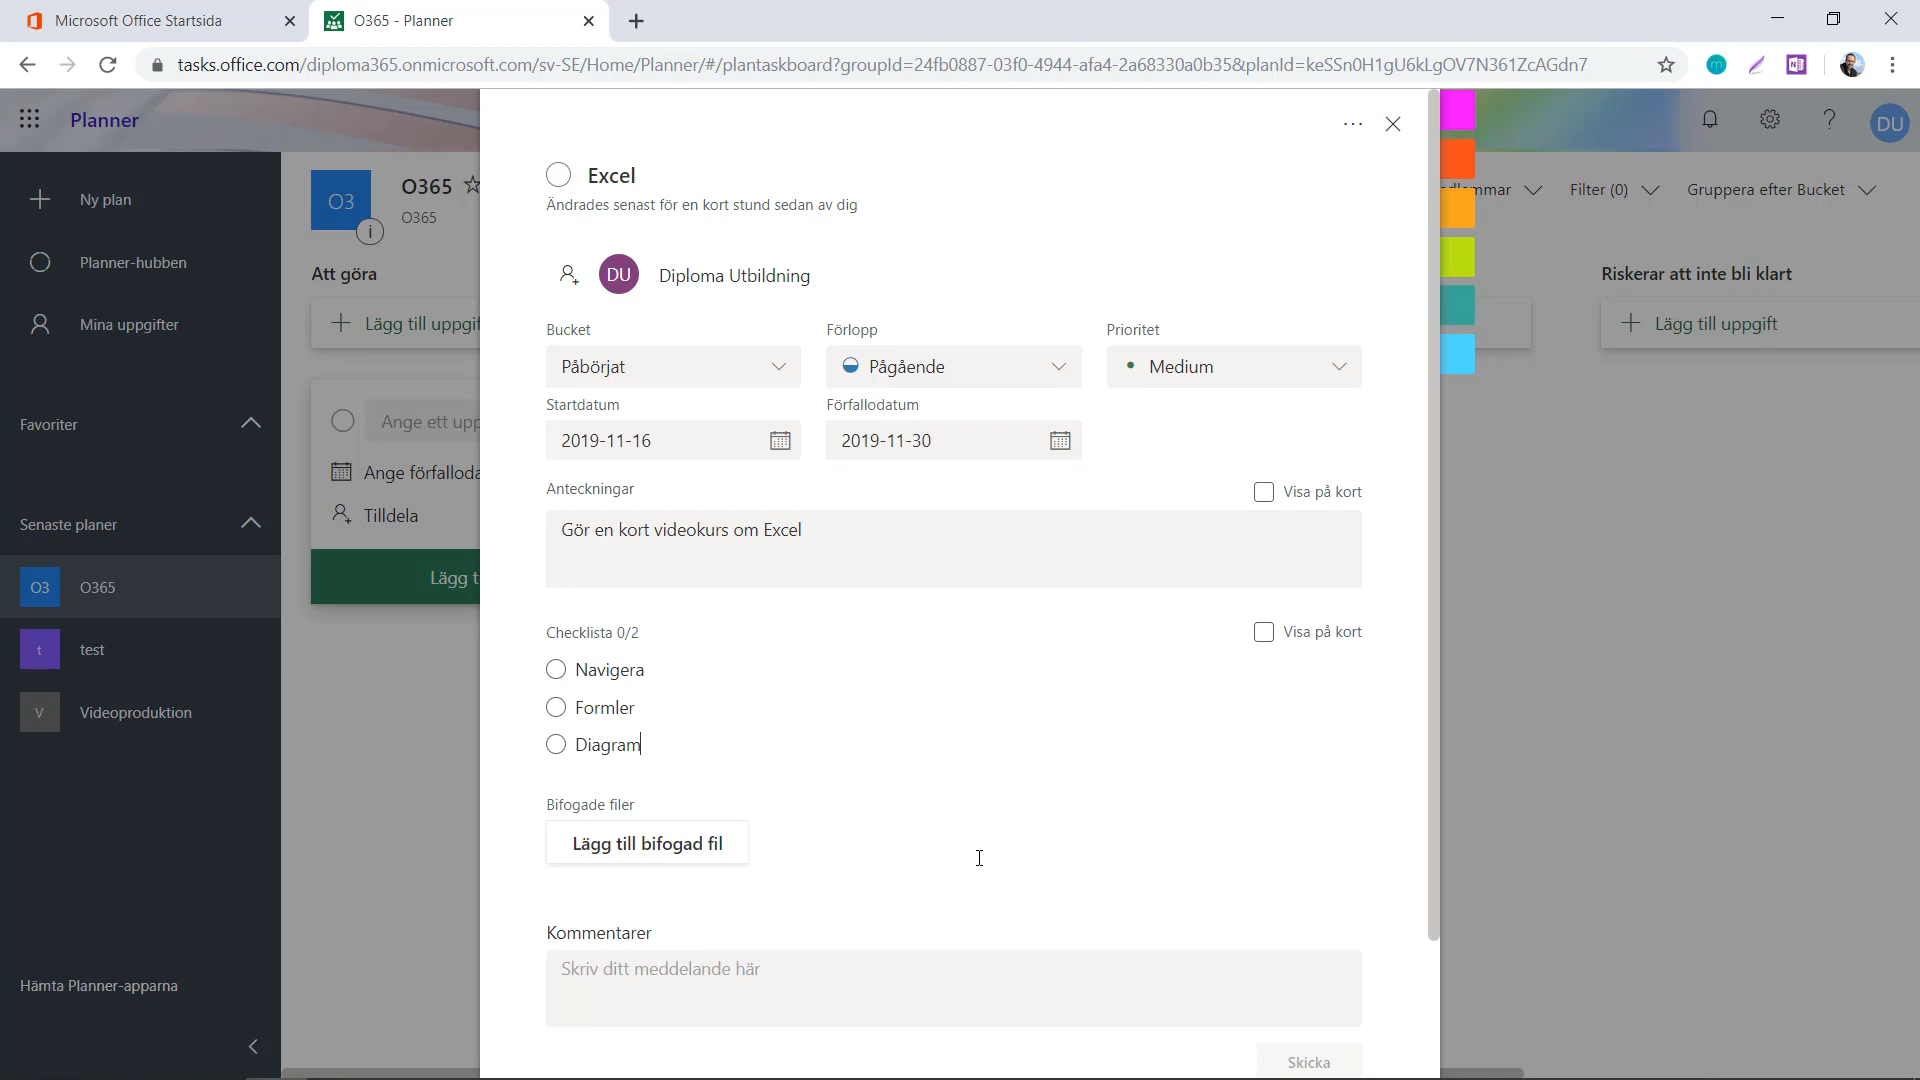 Microsoft Office Startsida
O365 - Planner
tasks.office.com/diploma365.onmicrosoft.com/sv-SE/Home/Planner/#/plantaskboard?groupId=24fb0887-03f0-4944-afa4-2a68330a0b35&planId=keSSn0H1gU6kLgOV7N361ZcAGdn7
Planner
DU
Ny plan
Planner-hubben
Mina uppgifter
Favoriter
Senaste planer
O3 O365
t test
V Videoproduktion
Hämta Planner-apparna
O3
O365
O365
Att göra
Lägg till uppgif
Ange ett upp
Ange förfalloda
Tilldela
Lägg t
Excel
Ändrades senast för en kort stund sedan av dig
DU Diploma Utbildning
Bucket Förlopp Prioritet
Påbörjat Pågående Medium
Startdatum Förfallodatum
2019-11-16 2019-11-30
Anteckningar Visa på kort
Gör en kort videokurs om Excel
Checklista 0/2 Visa på kort
Navigera
Formler
Diagram
Bifogade filer
Lägg till bifogad fil
Kommentarer
Skriv ditt meddelande här
Skicka
dlemmar Filter (0) Gruppera efter Bucket
Riskerar att inte bli klart
Lägg till uppgift